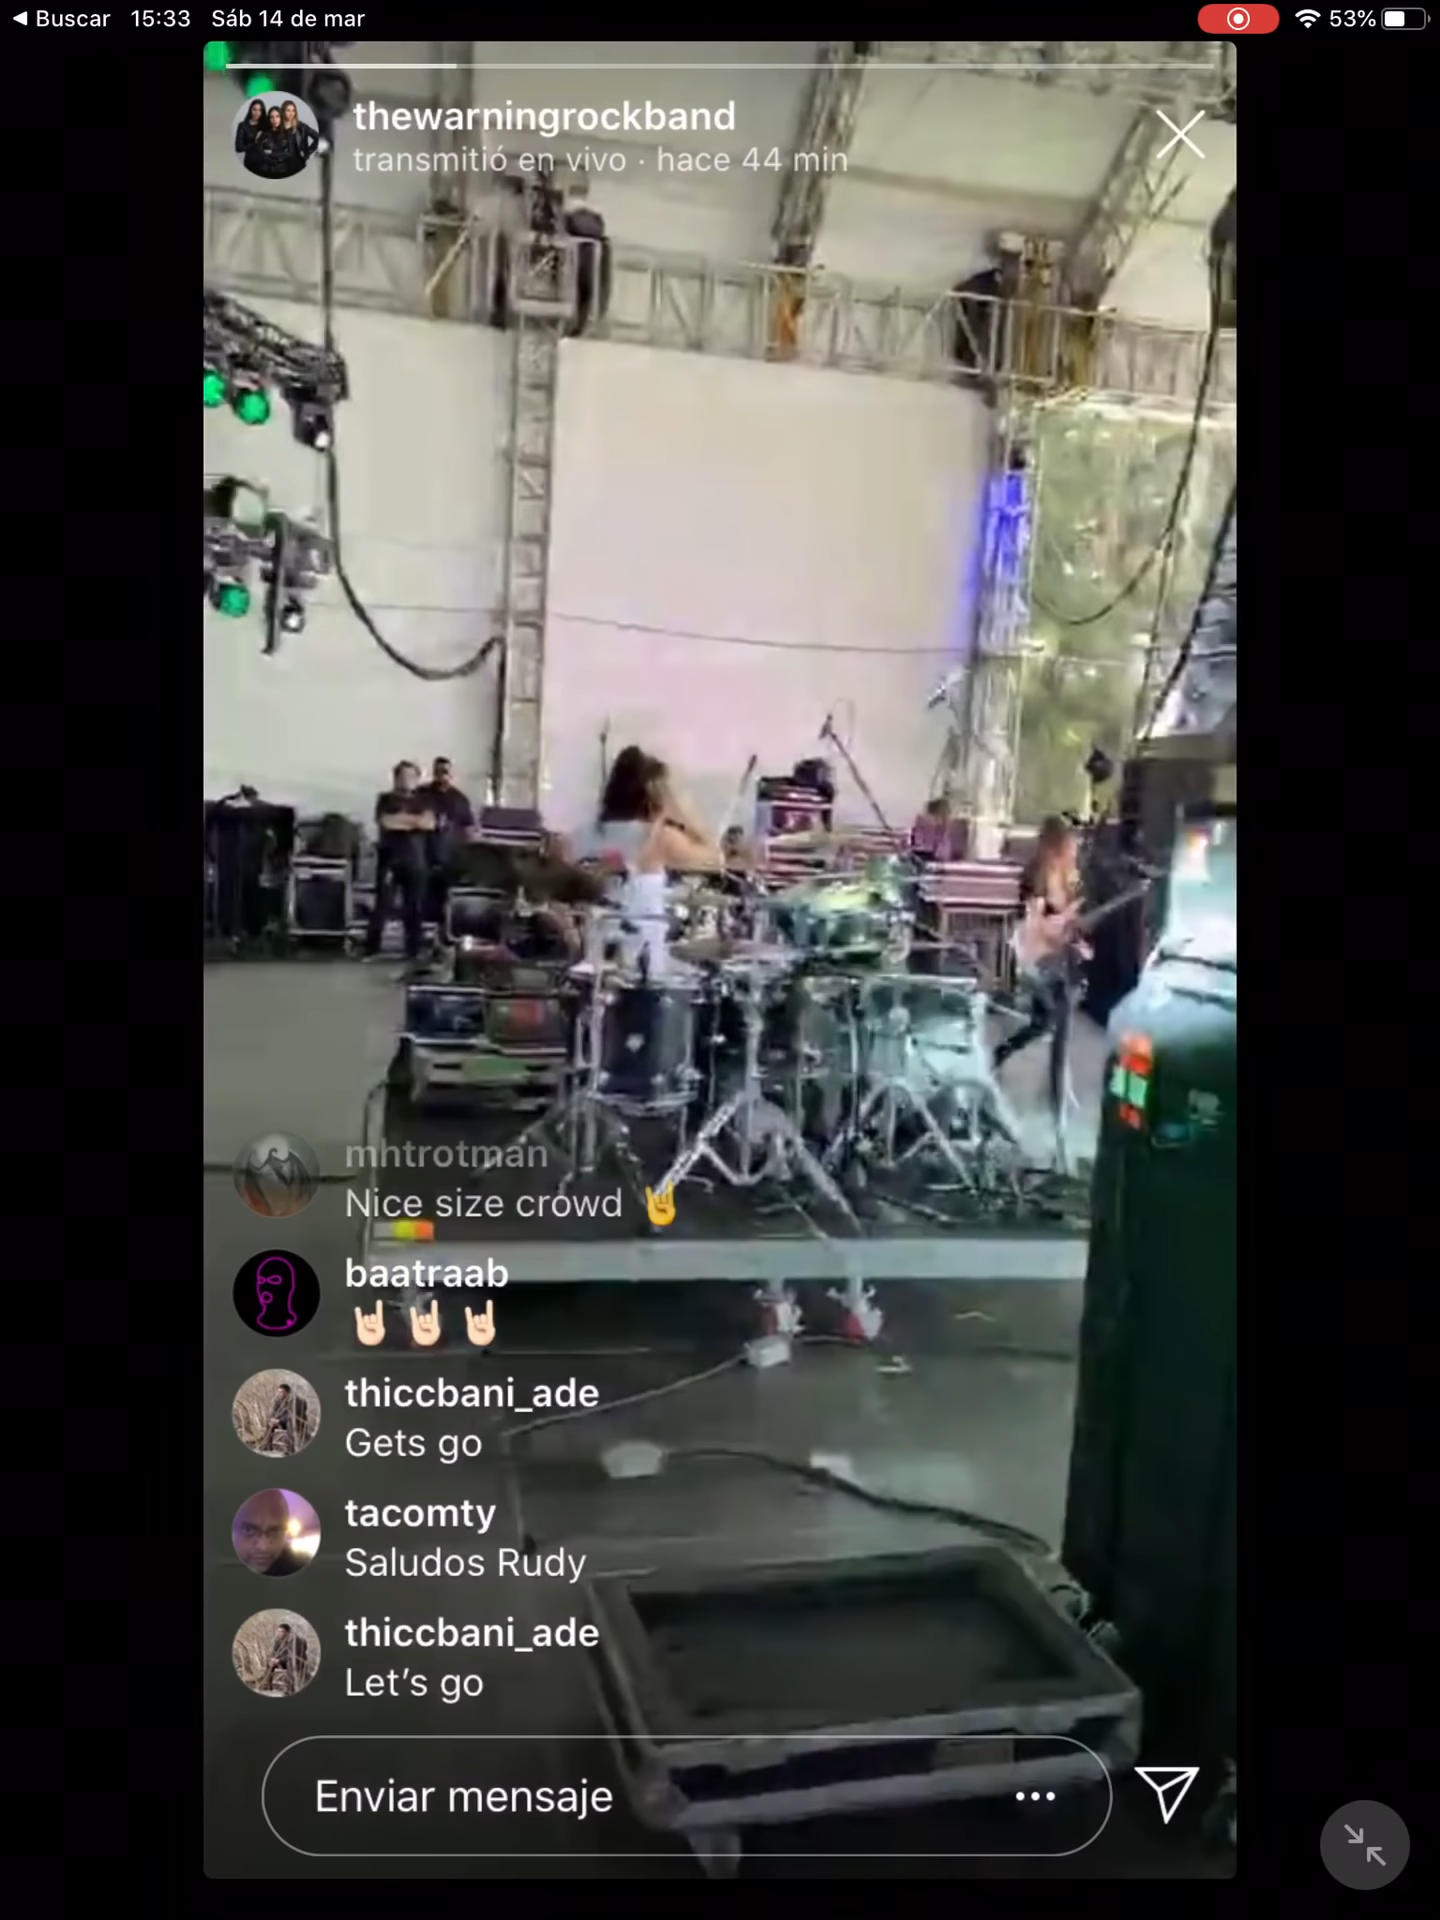 ◀ Buscar 15:33 Sáb 14 de mar 53%
thewarningrockband
transmitió en vivo · hace 44 min
mhtrotman
Nice size crowd 🤘
baatraab
🤘🏻🤘🏻🤘🏻
thiccbani_ade
Gets go
tacomty
Saludos Rudy
thiccbani_ade
Let’s go
Enviar mensaje